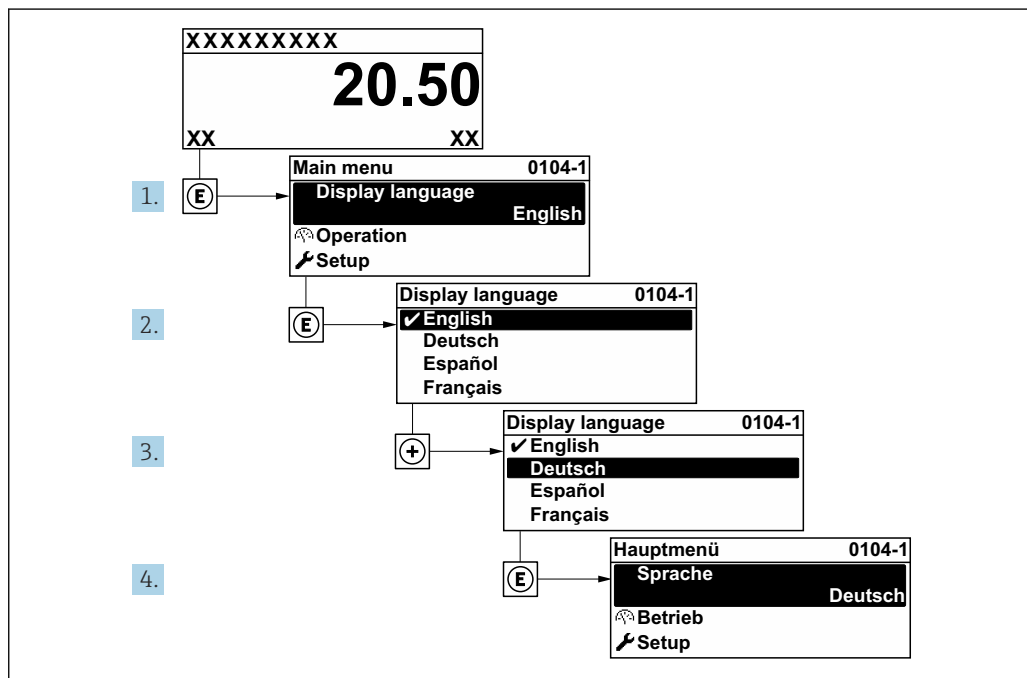 XXXXXXXXX
20.50
XX XX
1. E
Main menu 0104-1
Display language
English
Operation
Setup
2. E
Display language 0104-1
✔English
Deutsch
Español
Français
3. +
Display language 0104-1
✔English
Deutsch
Español
Français
4. E
Hauptmenü 0104-1
Sprache
Deutsch
Betrieb
Setup